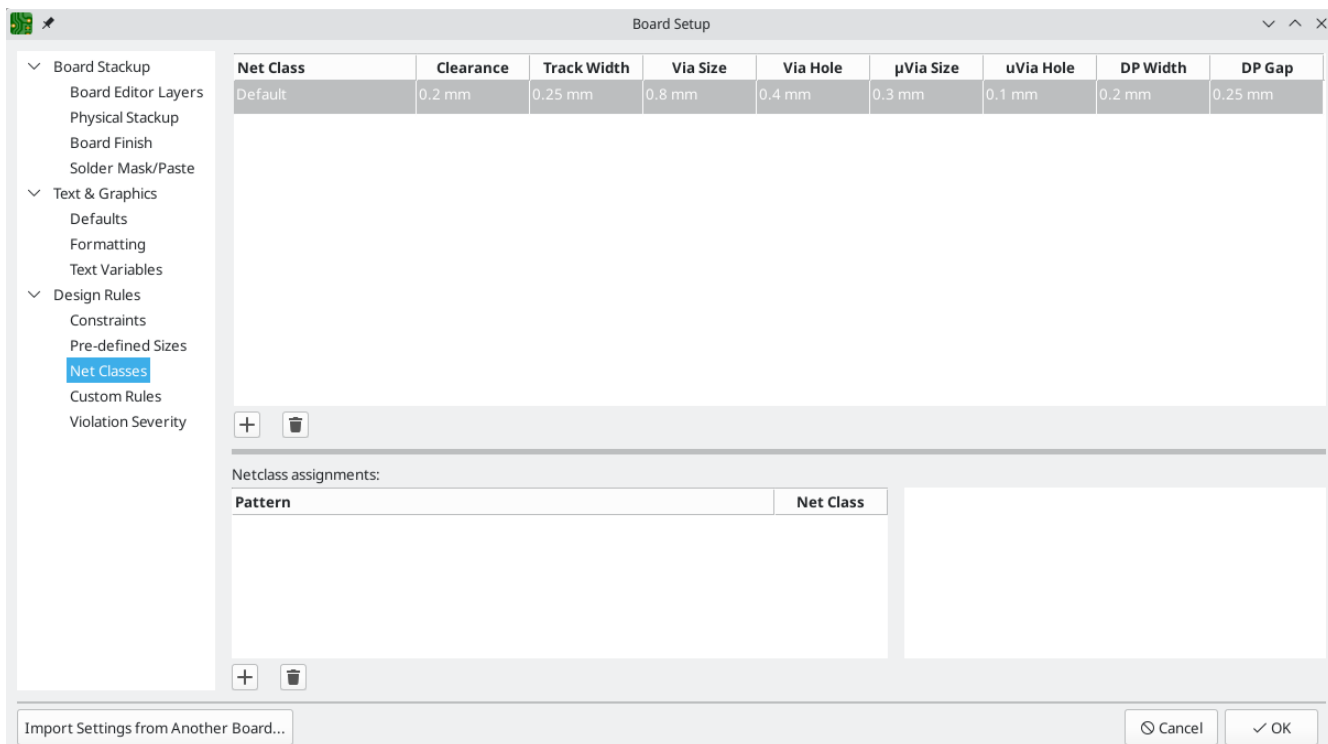 Board Setup
Board Stackup
Board Editor Layers
Physical Stackup
Board Finish
Solder Mask/Paste
Text & Graphics
Defaults
Formatting
Text Variables
Design Rules
Constraints
Pre-defined Sizes
Net Classes
Custom Rules
Violation Severity
Net Class Clearance Track Width Via Size Via Hole µVia Size uVia Hole DP Width DP Gap
Default 0.2 mm 0.25 mm 0.8 mm 0.4 mm 0.3 mm 0.1 mm 0.2 mm 0.25 mm
Netclass assignments:
Pattern Net Class
Import Settings from Another Board... Cancel OK